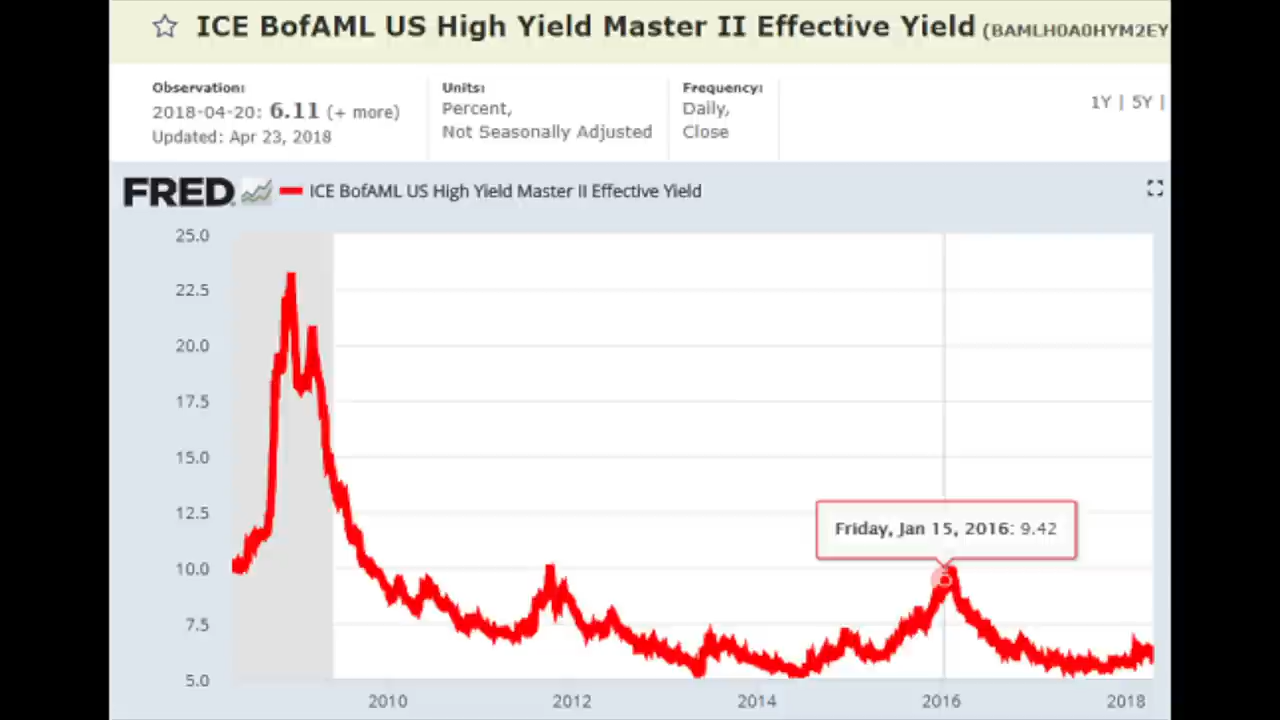 ICE BofAML US High Yield Master II Effective Yield (BAMLH0A0HYM2EY
Observation: Units: Frequency:
2018-04-20: 6.11 (+ more) Percent, Daily, 1Y | 5Y |
Updated: Apr 23, 2018 Not Seasonally Adjusted Close
FRED ICE BofAML US High Yield Master II Effective Yield
25.0
22.5
20.0
17.5
15.0
12.5
Friday, Jan 15, 2016: 9.42
10.0
7.5
5.0
2010 2012 2014 2016 2018